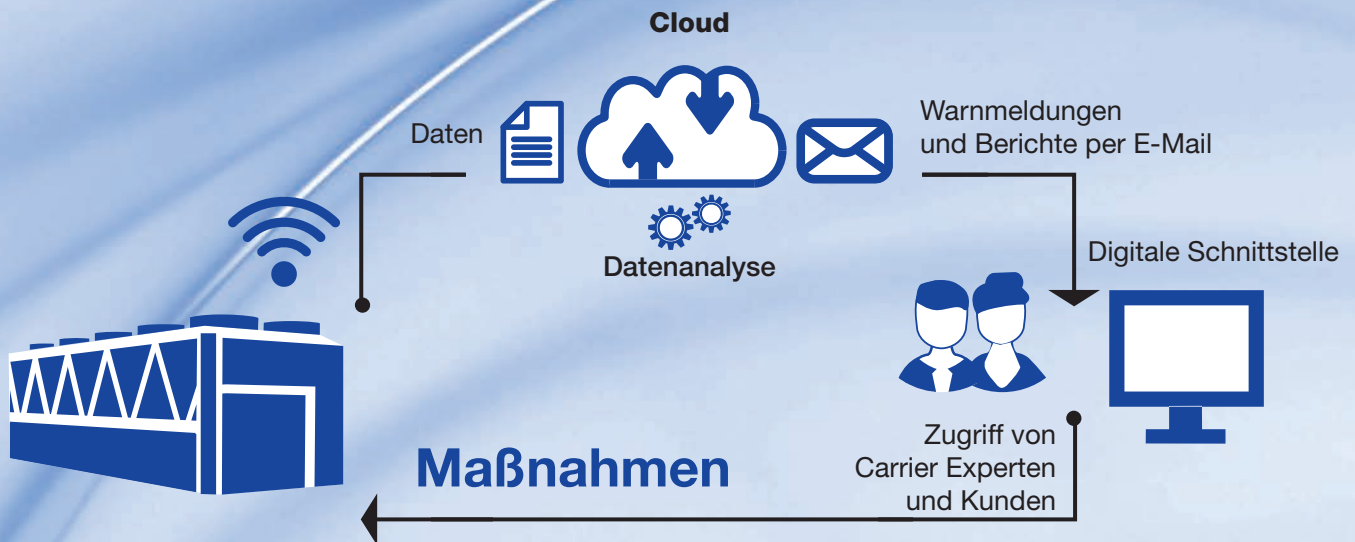 Cloud
Daten
Warnmeldungen
und Berichte per E-Mail
Datenanalyse
Digitale Schnittstelle
Zugriff von
Carrier Experten
und Kunden
Maßnahmen